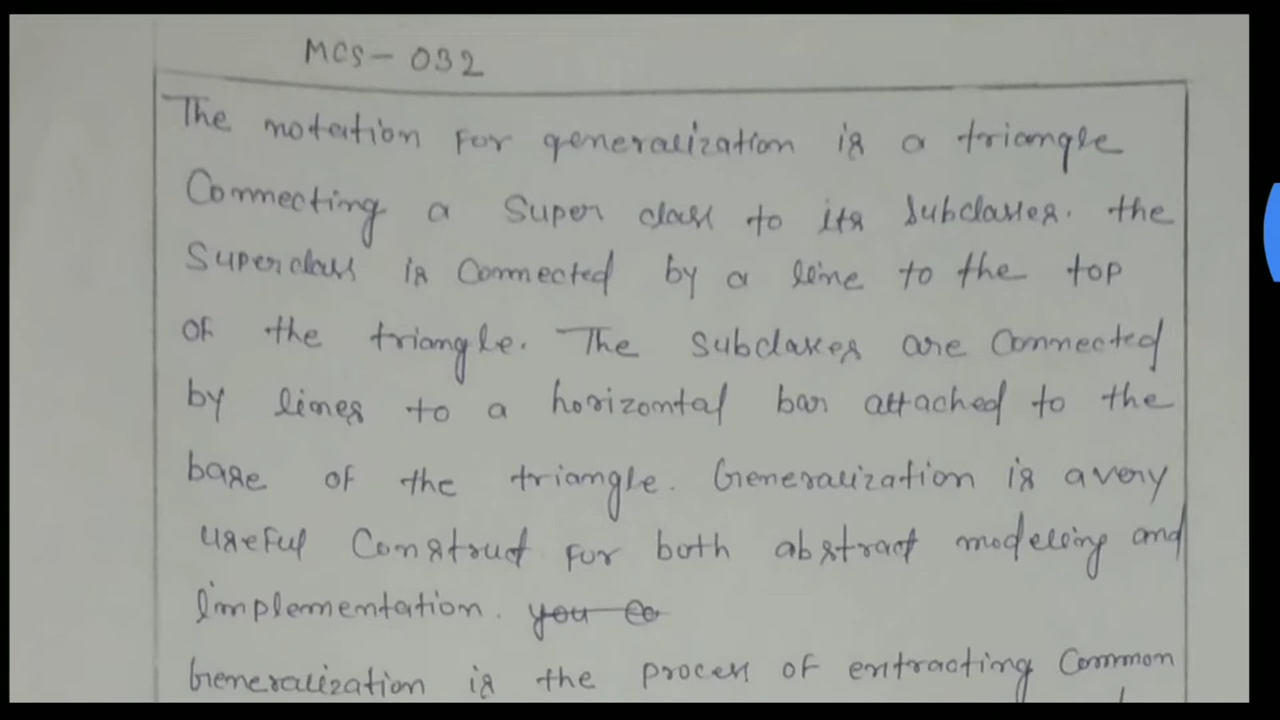 MCS - 032
The notation For generalization is a triangle
Connecting a Super class to its Subclasses. the
Superclass is Connected by a line to the top
OF the triangle. The Subclasses are Connected
by lines to a horizontal bar attached to the
base OF the triangle. Generalization is a very
useful Construct for both abstract modelling and
implementation. you co
Generalization is the process OF extracting Common